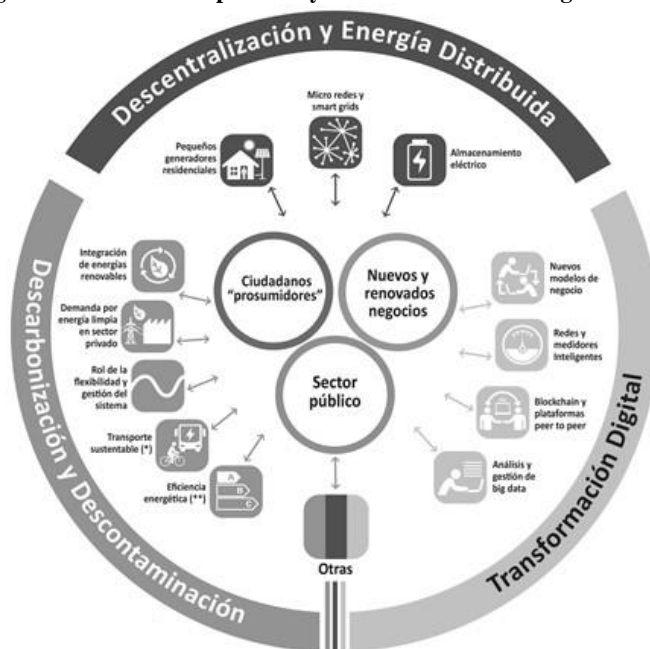 Descentralización y Energía Distribuida
Micro redes y
smart grids
Pequeños
generadores
residenciales
Almacenamiento
eléctrico
Integración
de energías
renovables
Demanda por
energía limpia
en sector
privado
Rol de la
flexibilidad y
gestión del
sistema
Transporte
sustentable (*)
Eficiencia
energética (**)
A
B
C
Ciudadanos
"prosumidores"
Nuevos y
renovados
negocios
Sector
público
Nuevos
modelos de
negocio
Redes y
medidores
Inteligentes
Blockchain y
plataformas
peer to peer
Análisis y
gestión de
big data
Otras
Descarbonización y Descontaminación
Transformación Digital